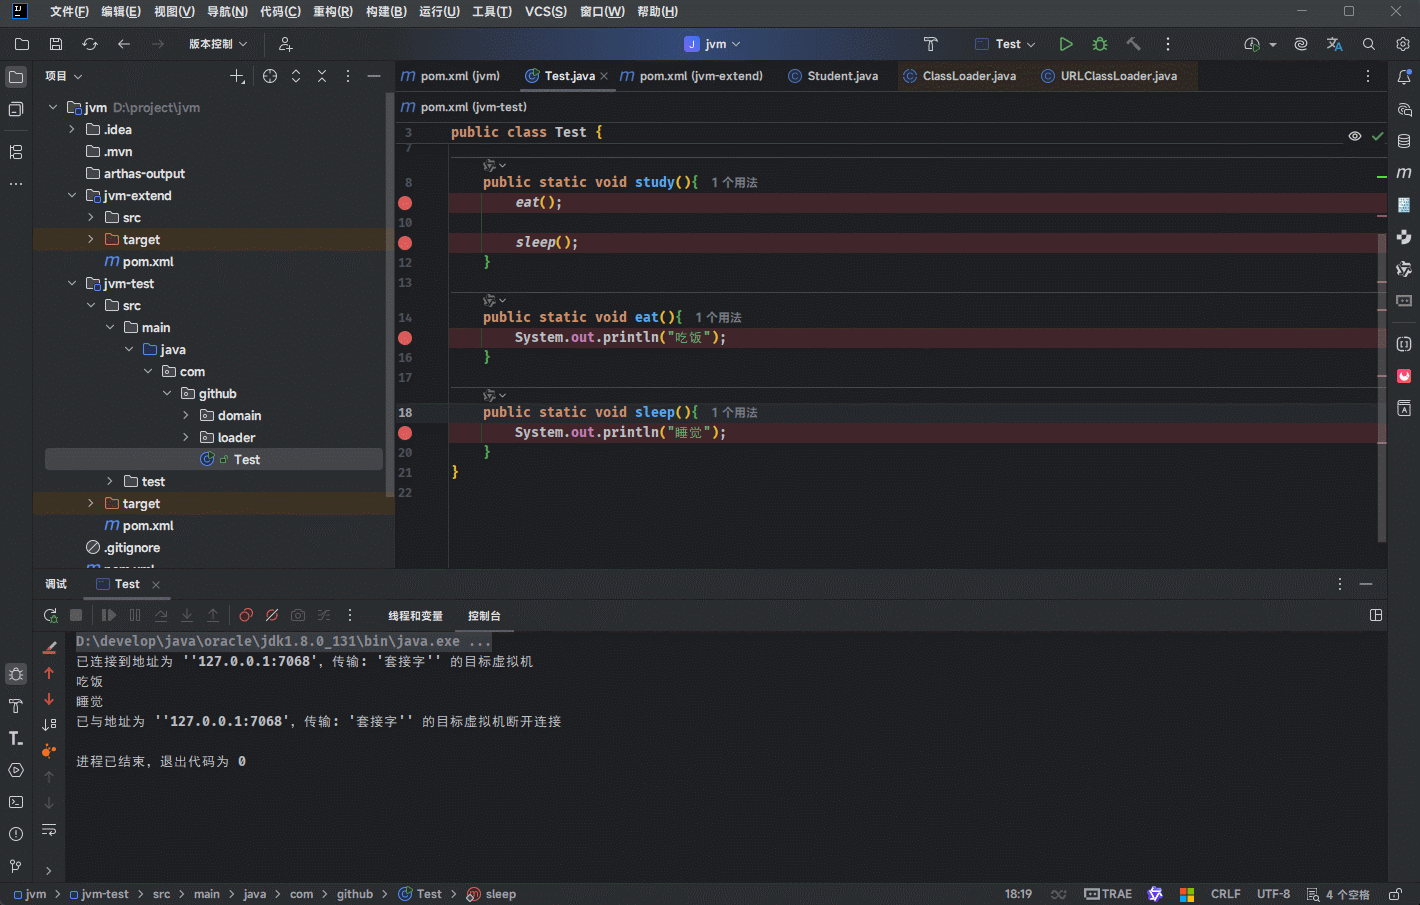 文件(F) 编辑(E) 视图(V) 导航(N) 代码(C) 重构(R) 构建(B) 运行(U) 工具(T) VCS(S) 窗口(W) 帮助(H)
版本控制 J jvm Test
项目
pom.xml (jvm) Test.java pom.xml (jvm-extend) Student.java ClassLoader.java URLClassLoader.java
pom.xml (jvm-test)
jvm D:\project\jvm
.idea
.mvn
arthas-output
jvm-extend
src
target
pom.xml
jvm-test
src
main
java
com
github
domain
loader
Test
test
target
pom.xml
.gitignore
3 public class Test {
7
8 public static void study(){ 1 个用法
eat();
10
sleep();
12 }
13
14 public static void eat(){ 1 个用法
System.out.println("吃饭");
16 }
17
18 public static void sleep(){ 1 个用法
System.out.println("睡觉");
20 }
21 }
22
调试 Test
线程和变量 控制台
D:\develop\java\oracle\jdk1.8.0_131\bin\java.exe ...
已连接到地址为 ''127.0.0.1:7068'，传输: '套接字'' 的目标虚拟机
吃饭
睡觉
已与地址为 ''127.0.0.1:7068'，传输: '套接字'' 的目标虚拟机断开连接
进程已结束，退出代码为 0
jvm > jvm-test > src > main > java > com > github > Test > sleep
18:19 TRAE CRLF UTF-8 4 个空格